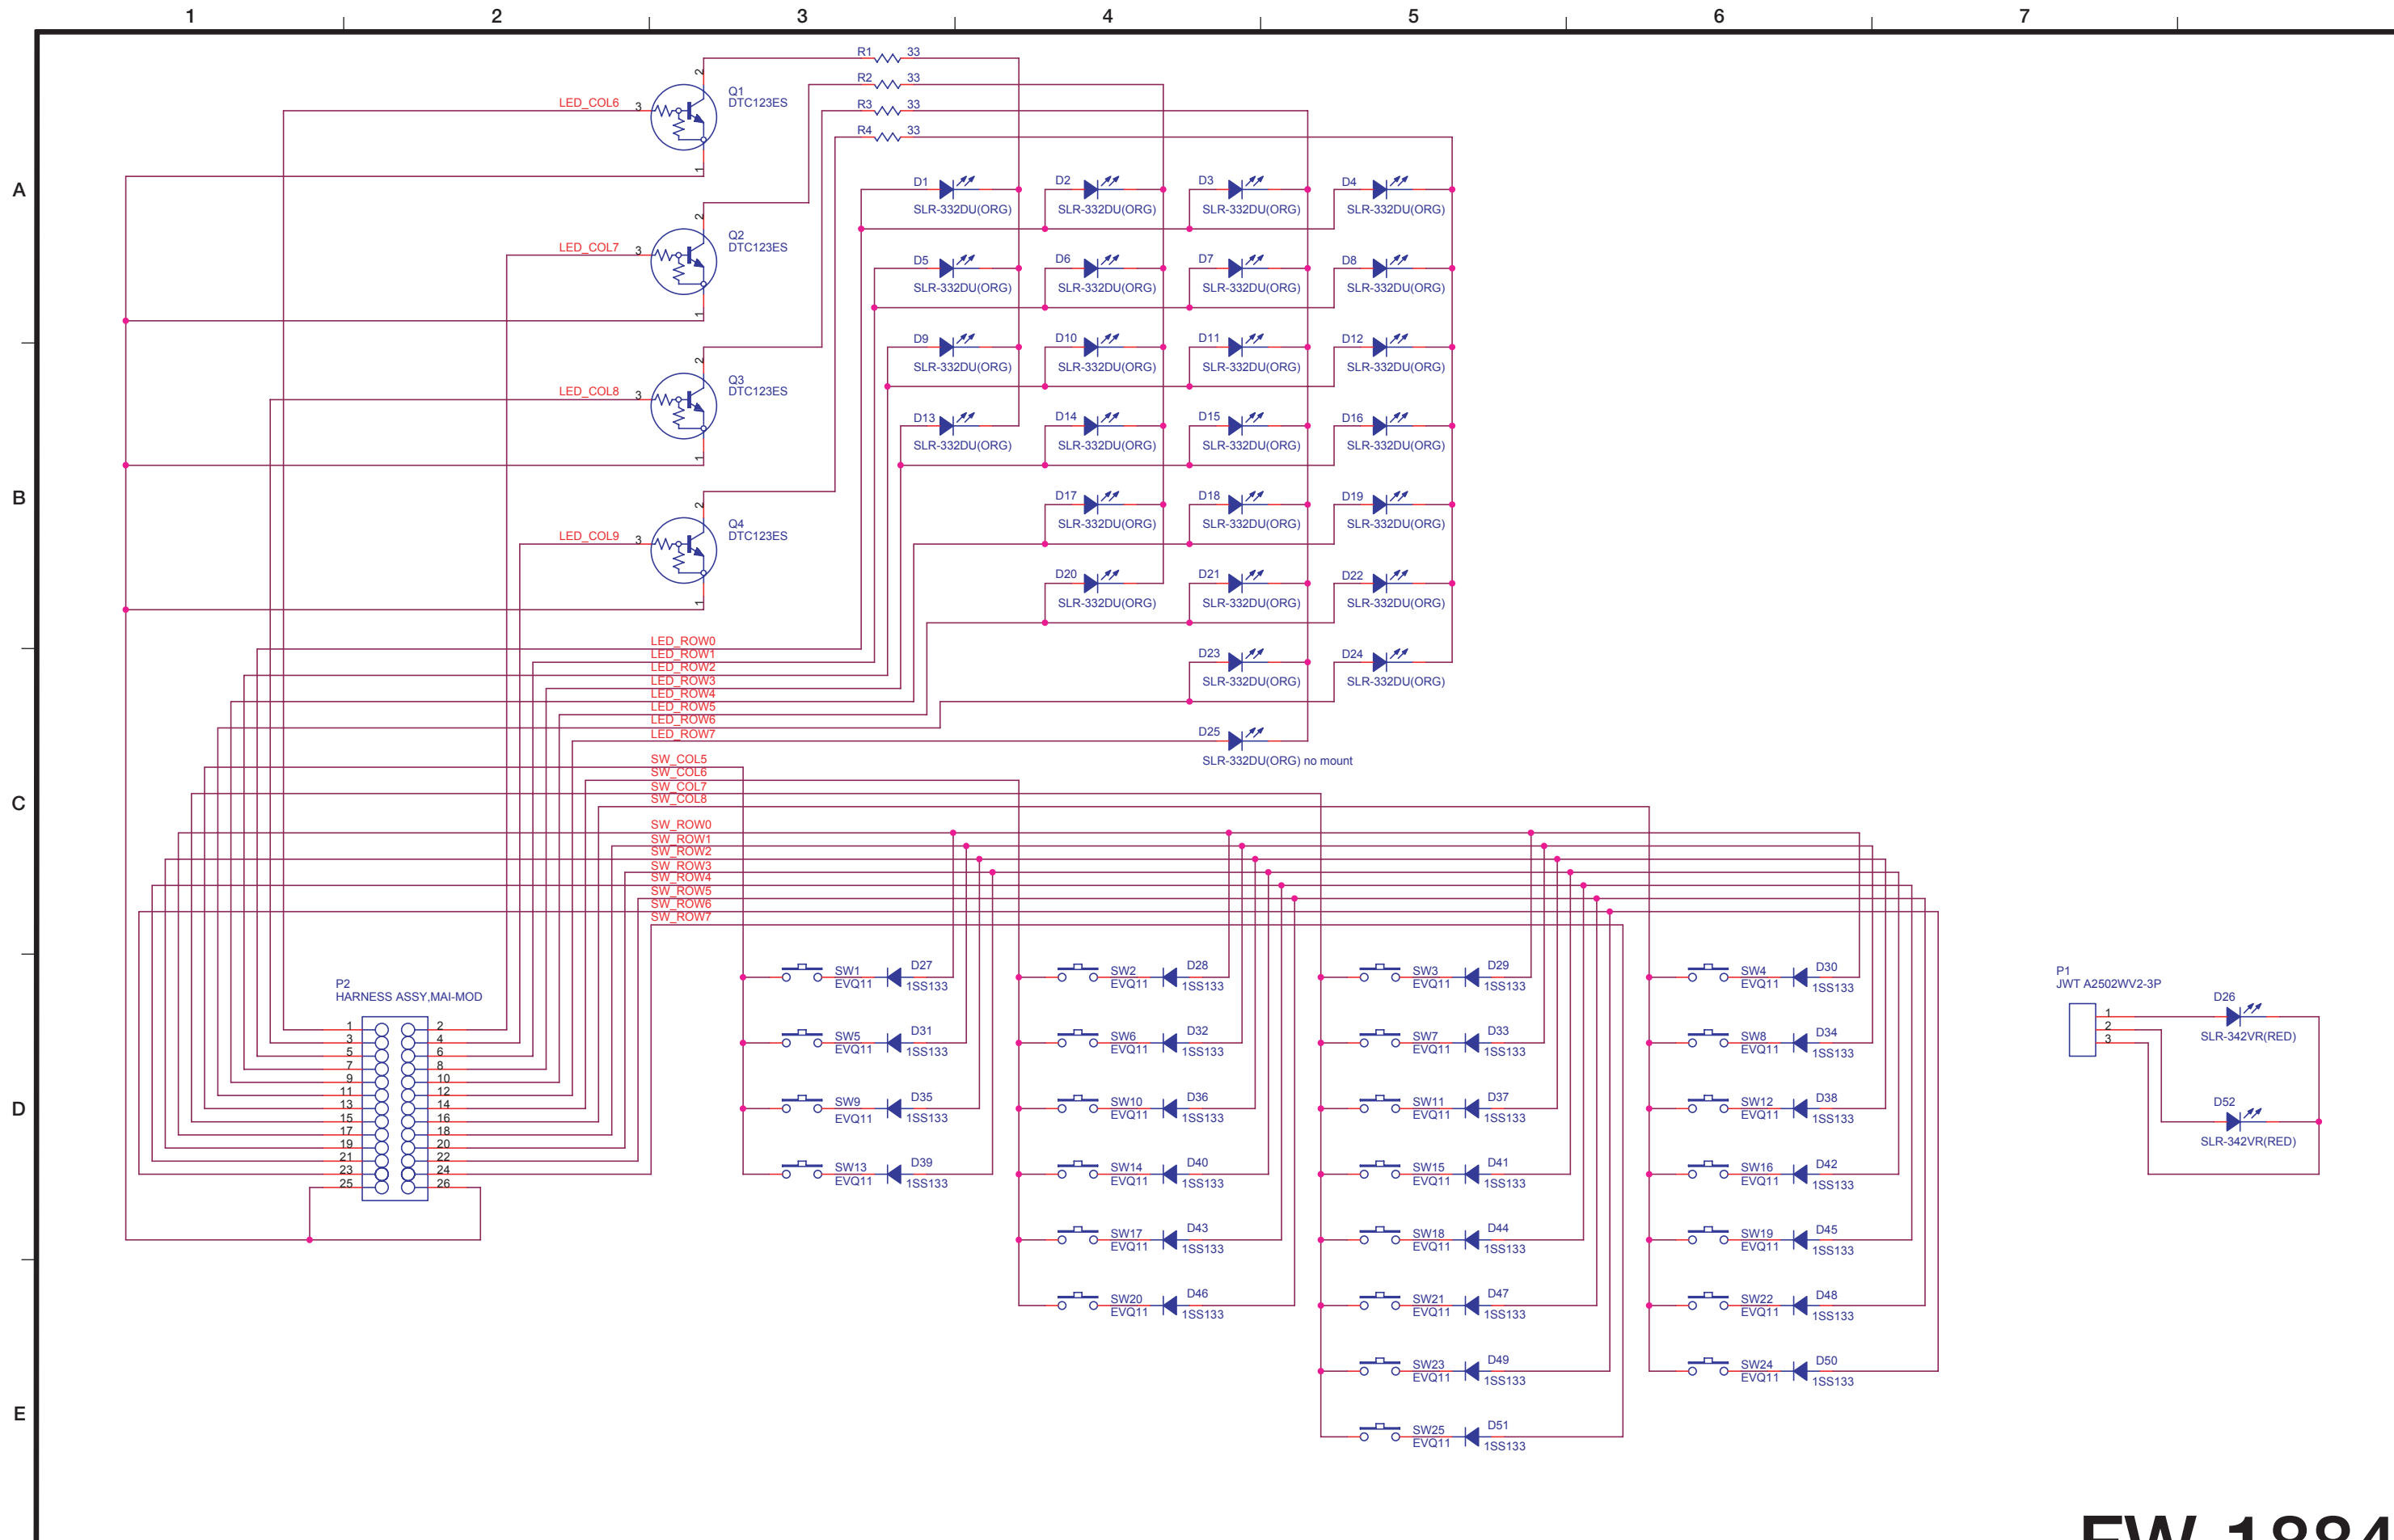 1 2 3 4 5 6 7
A
B
C
D
E
R1 33
R2 33
R3 33
R4 33
LED_COL6 3 2 1
Q1
DTC123ES
LED_COL7 3 2 1
Q2
DTC123ES
LED_COL8 3 2 1
Q3
DTC123ES
LED_COL9 3 2 1
Q4
DTC123ES
D1 D2 D3 D4
SLR-332DU(ORG) SLR-332DU(ORG) SLR-332DU(ORG) SLR-332DU(ORG)
D5 D6 D7 D8
SLR-332DU(ORG) SLR-332DU(ORG) SLR-332DU(ORG) SLR-332DU(ORG)
D9 D10 D11 D12
SLR-332DU(ORG) SLR-332DU(ORG) SLR-332DU(ORG) SLR-332DU(ORG)
D13 D14 D15 D16
SLR-332DU(ORG) SLR-332DU(ORG) SLR-332DU(ORG) SLR-332DU(ORG)
D17 D18 D19
SLR-332DU(ORG) SLR-332DU(ORG) SLR-332DU(ORG)
D20 D21 D22
SLR-332DU(ORG) SLR-332DU(ORG) SLR-332DU(ORG)
D23 D24
SLR-332DU(ORG) SLR-332DU(ORG)
D25
SLR-332DU(ORG) no mount
LED_ROW0
LED_ROW1
LED_ROW2
LED_ROW3
LED_ROW4
LED_ROW5
LED_ROW6
LED_ROW7
SW_COL5
SW_COL6
SW_COL7
SW_COL8
SW_ROW0
SW_ROW1
SW_ROW2
SW_ROW3
SW_ROW4
SW_ROW5
SW_ROW6
SW_ROW7
P2
HARNESS ASSY,MAI-MOD
1 2
3 4
5 6
7 8
9 10
11 12
13 14
15 16
17 18
19 20
21 22
23 24
25 26
SW1 D27 SW2 D28 SW3 D29 SW4 D30
EVQ11 1SS133 EVQ11 1SS133 EVQ11 1SS133 EVQ11 1SS133
SW5 D31 SW6 D32 SW7 D33 SW8 D34
EVQ11 1SS133 EVQ11 1SS133 EVQ11 1SS133 EVQ11 1SS133
SW9 D35 SW10 D36 SW11 D37 SW12 D38
EVQ11 1SS133 EVQ11 1SS133 EVQ11 1SS133 EVQ11 1SS133
SW13 D39 SW14 D40 SW15 D41 SW16 D42
EVQ11 1SS133 EVQ11 1SS133 EVQ11 1SS133 EVQ11 1SS133
SW17 D43 SW18 D44 SW19 D45
EVQ11 1SS133 EVQ11 1SS133 EVQ11 1SS133
SW20 D46 SW21 D47 SW22 D48
EVQ11 1SS133 EVQ11 1SS133 EVQ11 1SS133
SW23 D49 SW24 D50
EVQ11 1SS133 EVQ11 1SS133
SW25 D51
EVQ11 1SS133
P1
JWT A2502WV2-3P
1
2
3
D26
SLR-342VR(RED)
D52
SLR-342VR(RED)